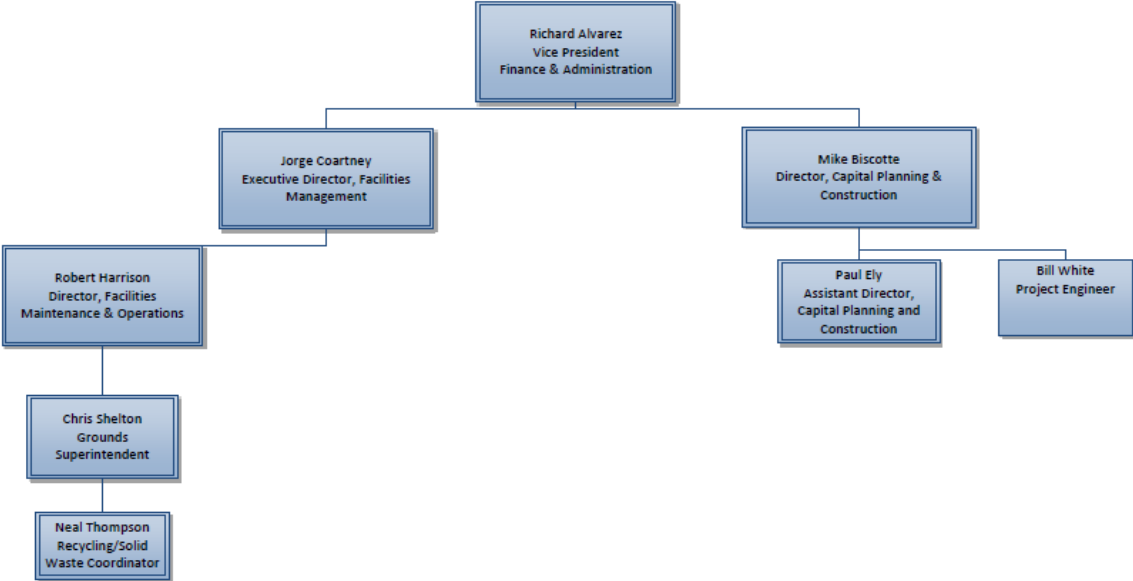 Richard Alvarez
Vice President
Finance & Administration
Jorge Coartney
Executive Director, Facilities
Management
Mike Biscotte
Director, Capital Planning &
Construction
Robert Harrison
Director, Facilities
Maintenance & Operations
Paul Ely
Assistant Director,
Capital Planning and
Construction
Bill White
Project Engineer
Chris Shelton
Grounds
Superintendent
Neal Thompson
Recycling/Solid
Waste Coordinator